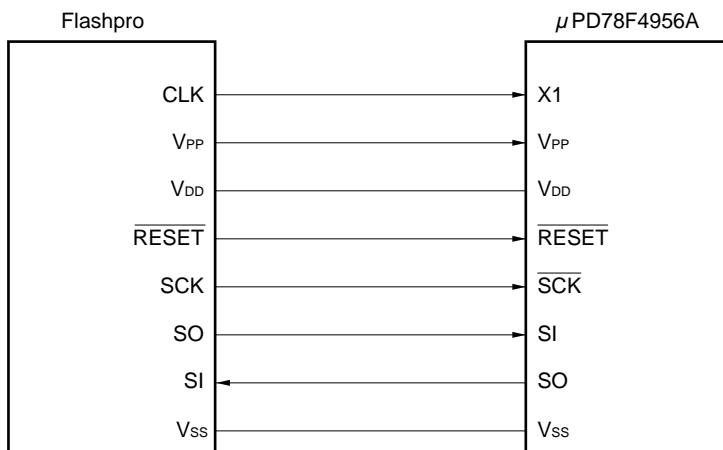 Flashpro μPD78F4956A
CLK X1
VPP VPP
VDD VDD
RESET RESET
SCK SCK
SO SI
SI SO
VSS VSS